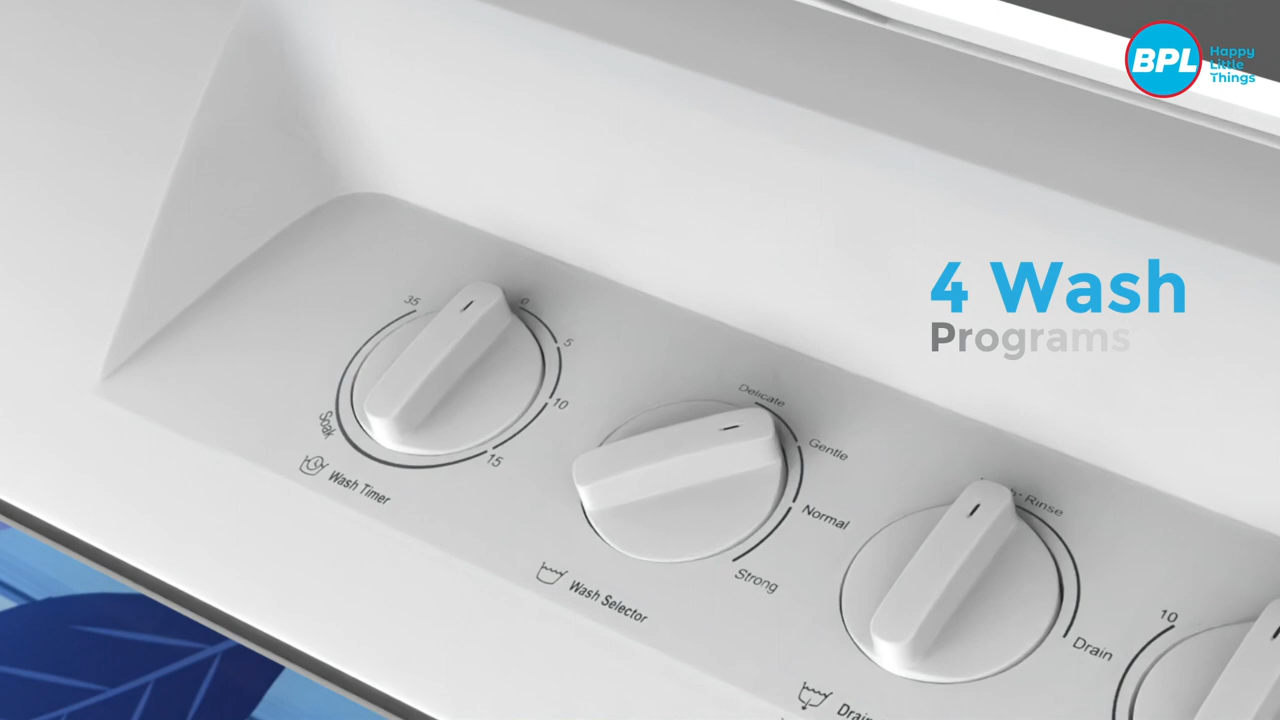 BPL
Happy
Little
Things
4 Wash
Programs
35
0
5
10
15
Soak
Wash Timer
Delicate
Gentle
Normal
Strong
Wash Selector
Rinse
Drain
10